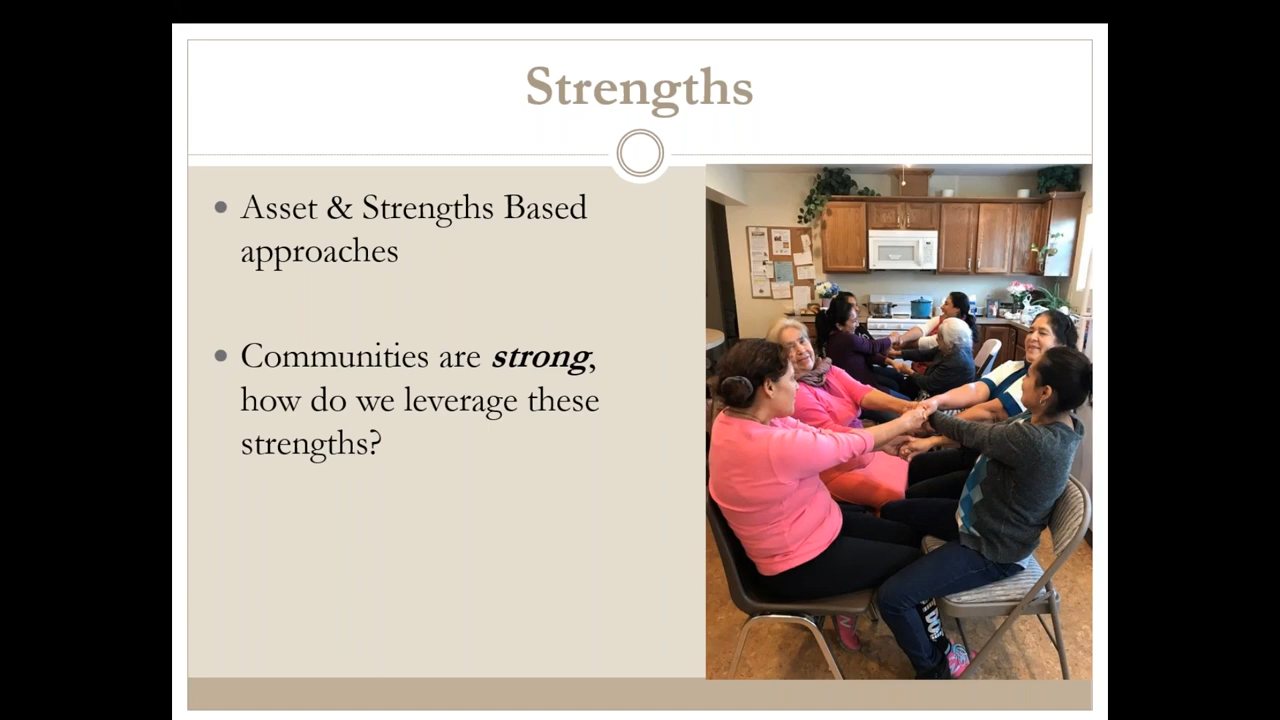 Strengths
• Asset & Strengths Based
approaches
• Communities are strong,
how do we leverage these
strengths?